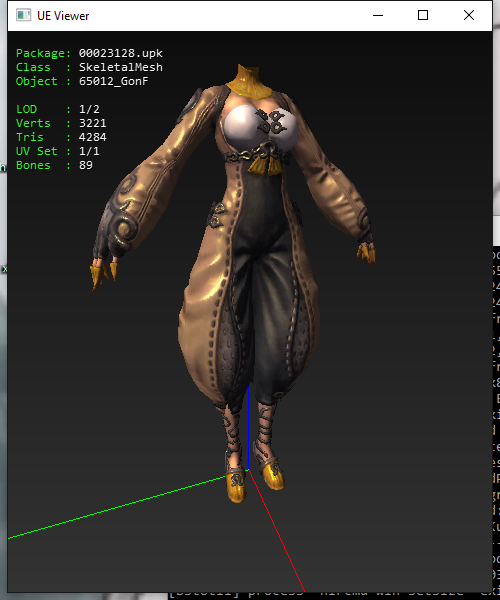 UE Viewer
Package: 00023128.upk
Class : SkeletalMesh
Object : 65012_GonF
LOD : 1/2
Verts : 3221
Tris : 4284
UV Set : 1/1
Bones : 89